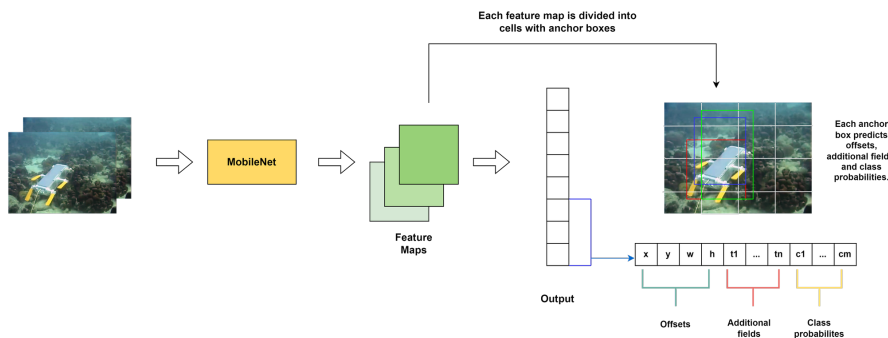 Each feature map is divided into
cells with anchor boxes
MobileNet
Feature
Maps
Each anchor
box predicts
offsets,
additional field
and class
probabilities.
x y w h t1 ... tn c1 ... cm
Output
Offsets
Additional
fields
Class
probabilites